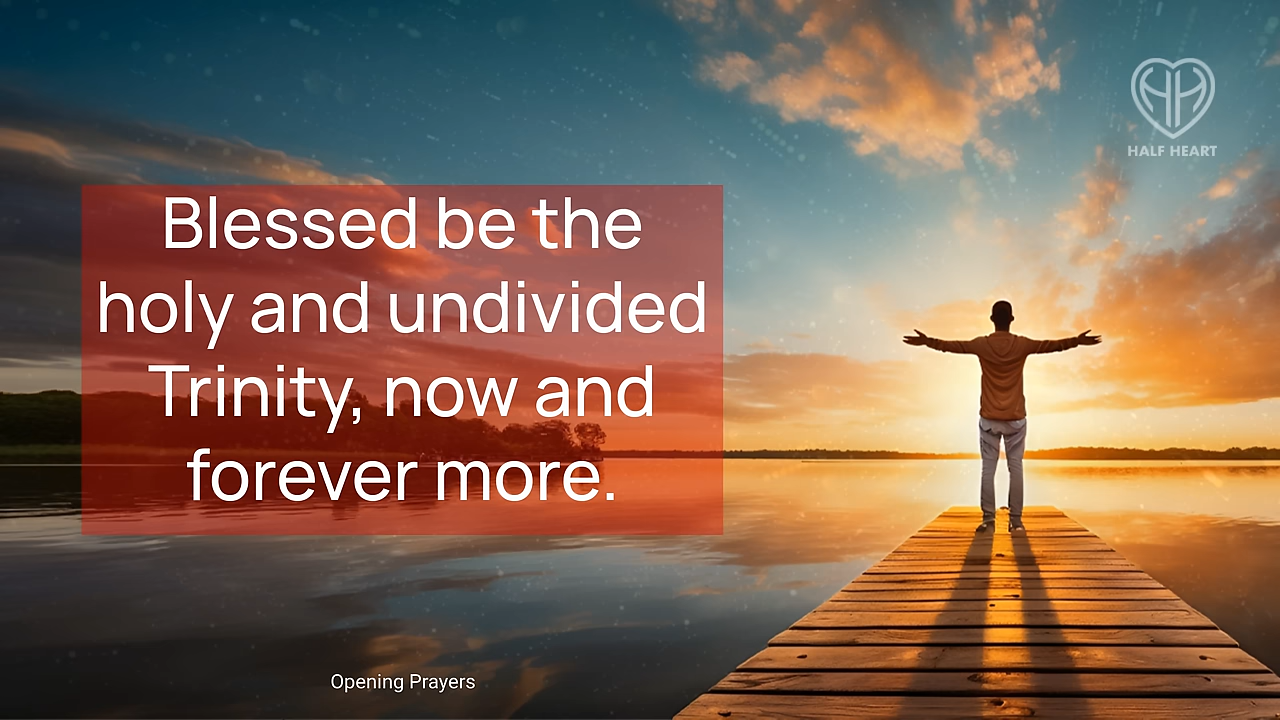 HALF HEART
Blessed be the
holy and undivided
Trinity, now and
forever more.
Opening Prayers